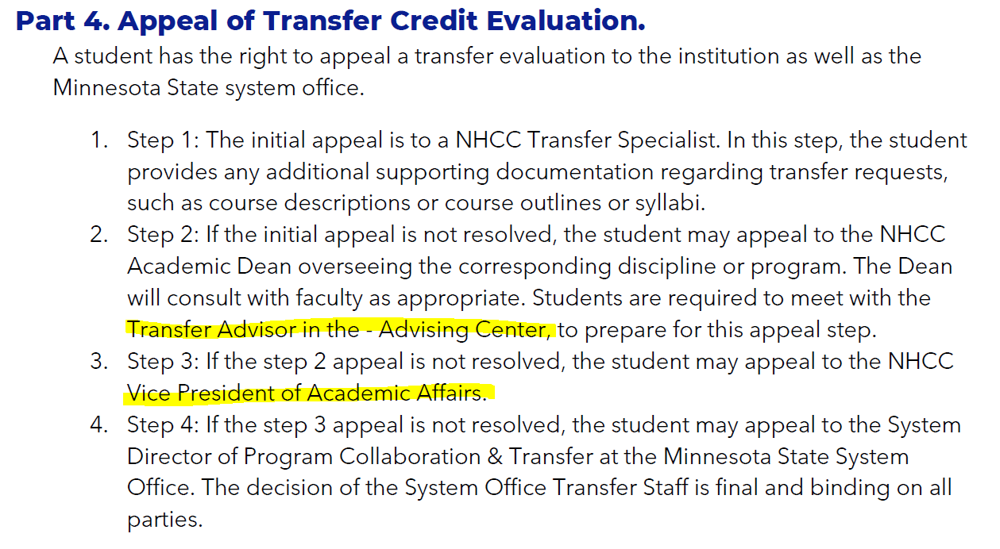 Part 4. Appeal of Transfer Credit Evaluation.
A student has the right to appeal a transfer evaluation to the institution as well as the
Minnesota State system office.
1. Step 1: The initial appeal is to a NHCC Transfer Specialist. In this step, the student
provides any additional supporting documentation regarding transfer requests,
such as course descriptions or course outlines or syllabi.
2. Step 2: If the initial appeal is not resolved, the student may appeal to the NHCC
Academic Dean overseeing the corresponding discipline or program. The Dean
will consult with faculty as appropriate. Students are required to meet with the
Transfer Advisor in the - Advising Center, to prepare for this appeal step.
3. Step 3: If the step 2 appeal is not resolved, the student may appeal to the NHCC
Vice President of Academic Affairs.
4. Step 4: If the step 3 appeal is not resolved, the student may appeal to the System
Director of Program Collaboration & Transfer at the Minnesota State System
Office. The decision of the System Office Transfer Staff is final and binding on all
parties.